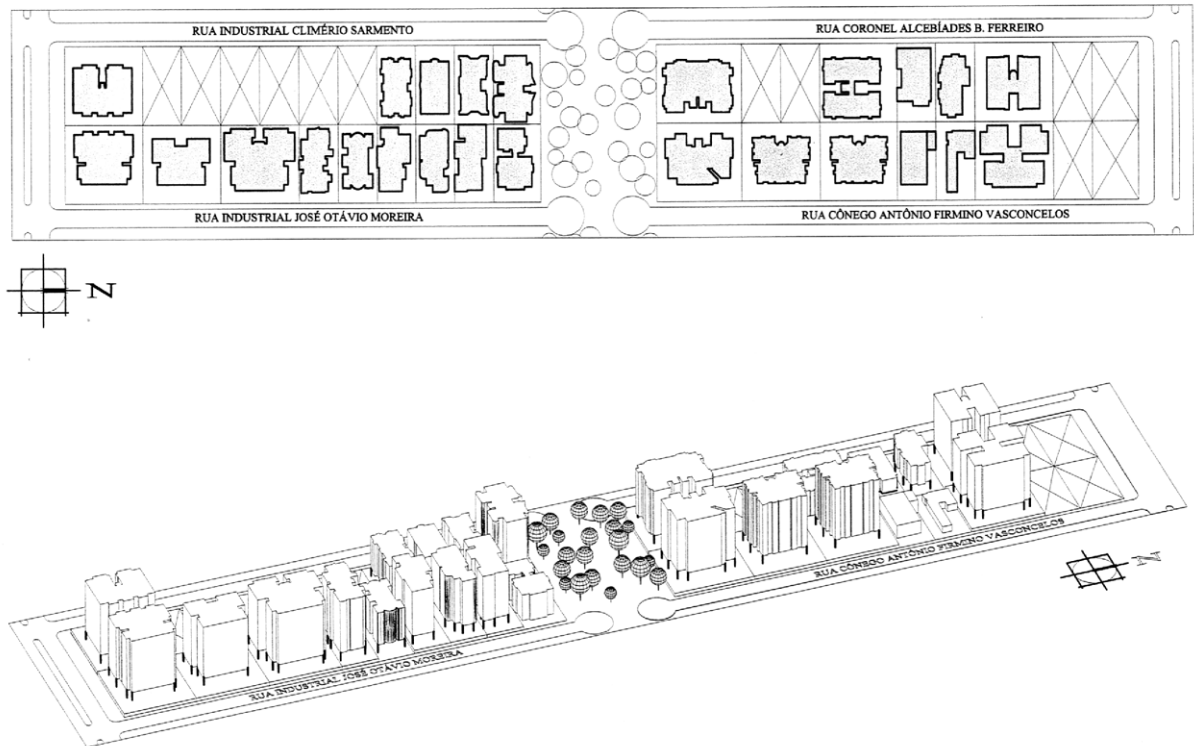 RUA INDUSTRIAL CLIMÉRIO SARMENTO
RUA CORONEL ALCEBÍADES B. FERREIRO
RUA INDUSTRIAL JOSÉ OTÁVIO MOREIRA
RUA CÔNEGO ANTÔNIO FIRMINO VASCONCELOS
N
RUA CÔNEGO ANTÔNIO FIRMINO VASCONCELOS
N
RUA INDUSTRIAL JOSÉ OTÁVIO MOREIRA